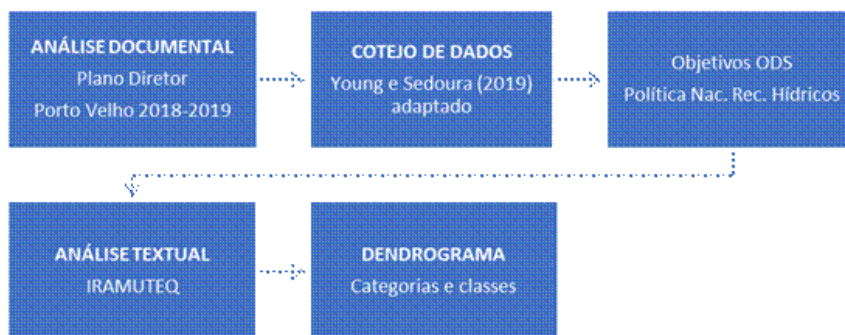 ANÁLISE DOCUMENTAL
Plano Diretor
Porto Velho 2018-2019
COTEJO DE DADOS
Young e Sedoura (2019)
adaptado
Objetivos ODS
Política Nac. Rec. Hídricos
ANÁLISE TEXTUAL
IRAMUTEQ
DENDROGRAMA
Categorias e classes